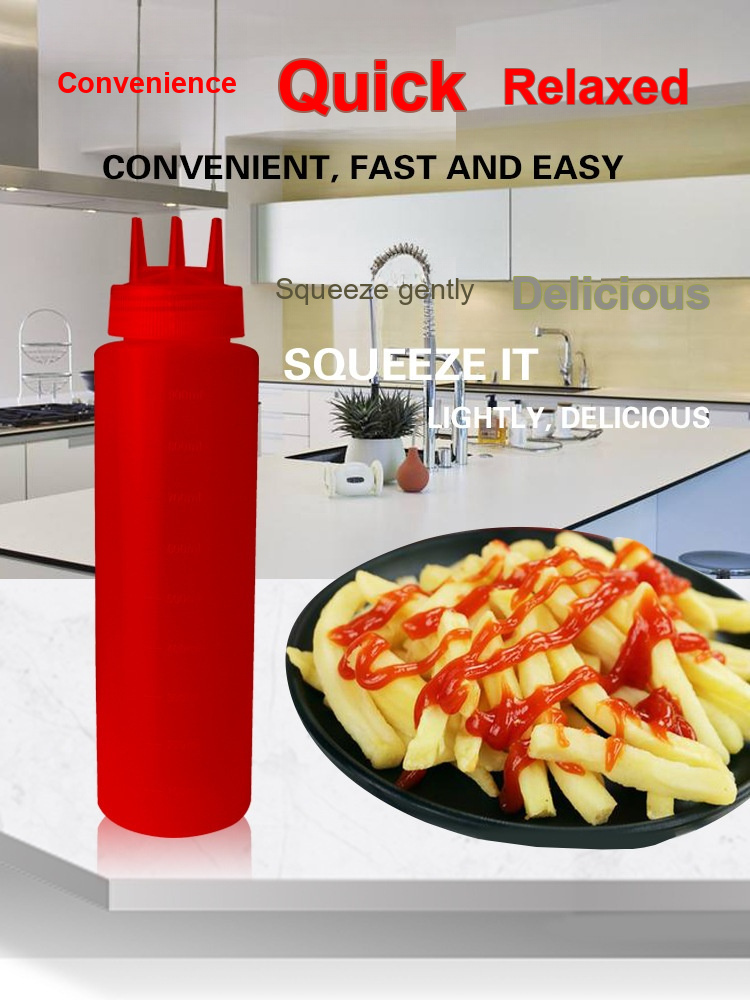 Convenience Quick Relaxed
CONVENIENT, FAST AND EASY
Squeeze gently Delicious
SQUEEZE IT
LIGHTLY, DELICIOUS